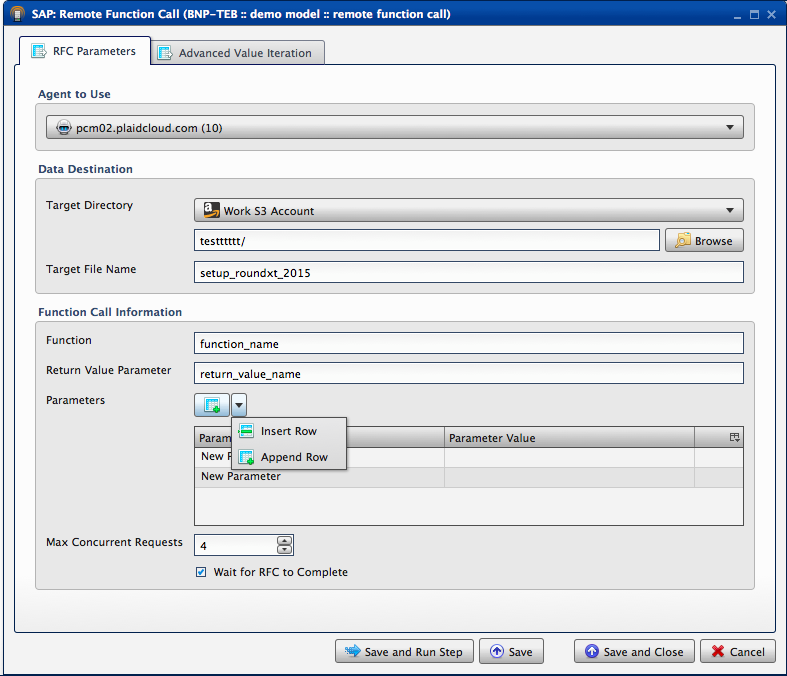 SAP: Remote Function Call (BNP-TEB :: demo model :: remote function call)
RFC Parameters
Advanced Value Iteration
Agent to Use
pcm02.plaidcloud.com (10)
Data Destination
Target Directory
Work S3 Account
testttttt/
Browse
Target File Name
setup_roundxt_2015
Function Call Information
Function
function_name
Return Value Parameter
return_value_name
Parameters
Insert Row
Append Row
Param
Parameter Value
New P
New Parameter
Max Concurrent Requests
4
Wait for RFC to Complete
Save and Run Step
Save
Save and Close
Cancel